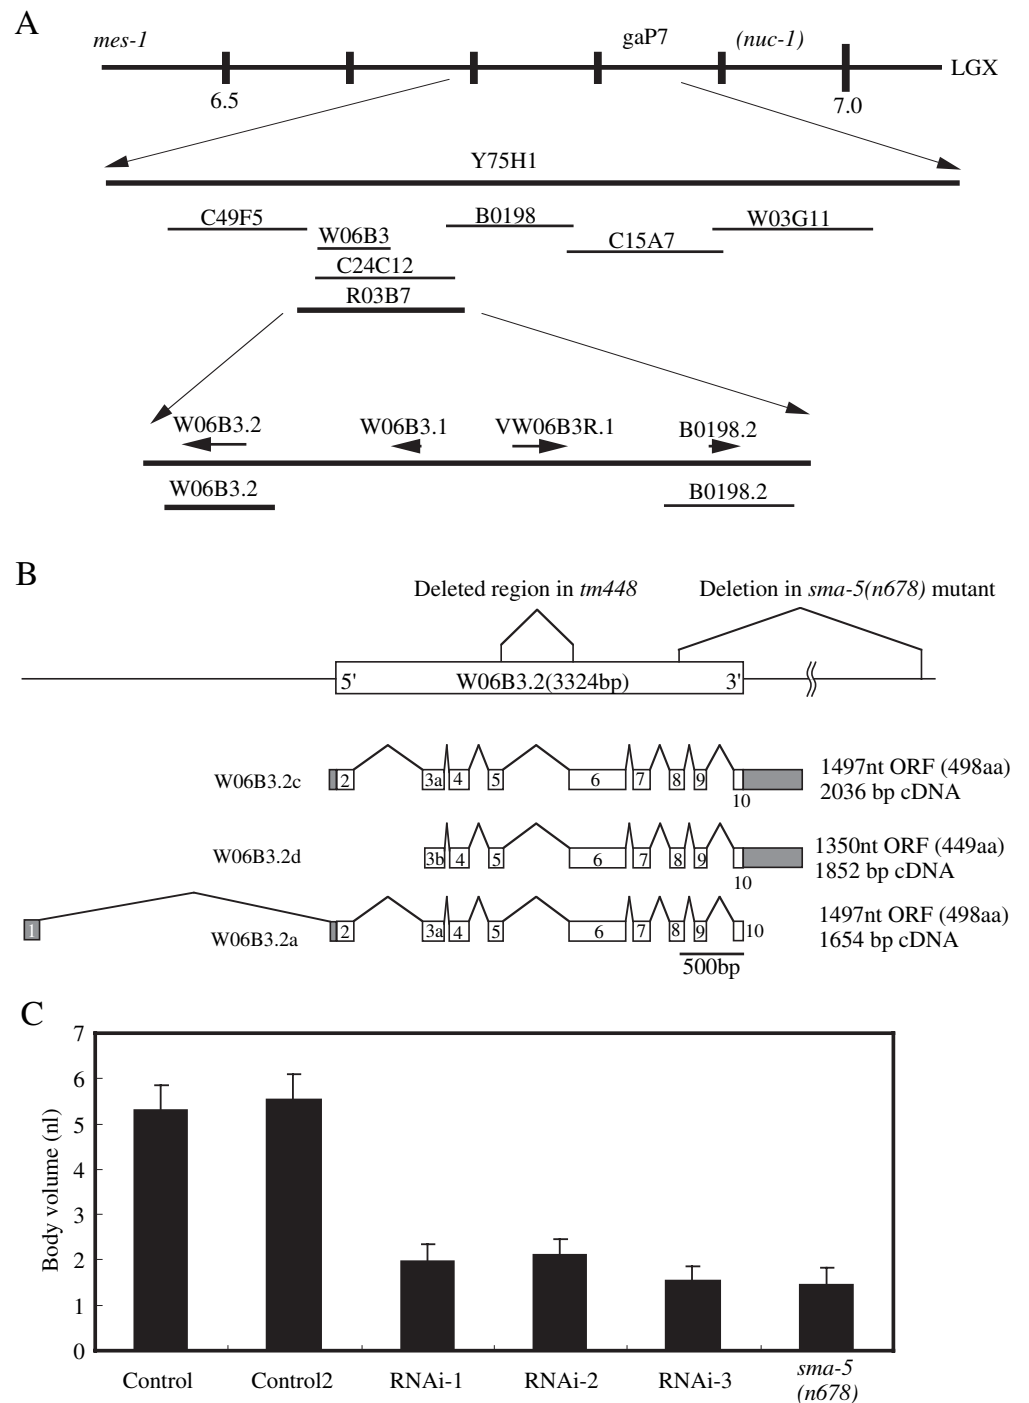 A
mes-1
gaP7
(nuc-1)
LGX
6.5
7.0
Y75H1
C49F5
B0198
W03G11
W06B3
C15A7
C24C12
R03B7
W06B3.2
W06B3.1
VW06B3R.1
B0198.2
W06B3.2
B0198.2
B
Deleted region in tm448
Deletion in sma-5(n678) mutant
5' W06B3.2(3324bp) 3'
W06B3.2c
2 3a 4 5 6 7 8 9 10
1497nt ORF (498aa)
2036 bp cDNA
W06B3.2d
3b 4 5 6 7 8 9 10
1350nt ORF (449aa)
1852 bp cDNA
W06B3.2a
1 2 3a 4 5 6 7 8 9 10
1497nt ORF (498aa)
1654 bp cDNA
500bp
C
Body volume (nl)
7
6
5
4
3
2
1
0
Control Control2 RNAi-1 RNAi-2 RNAi-3 sma-5
(n678)